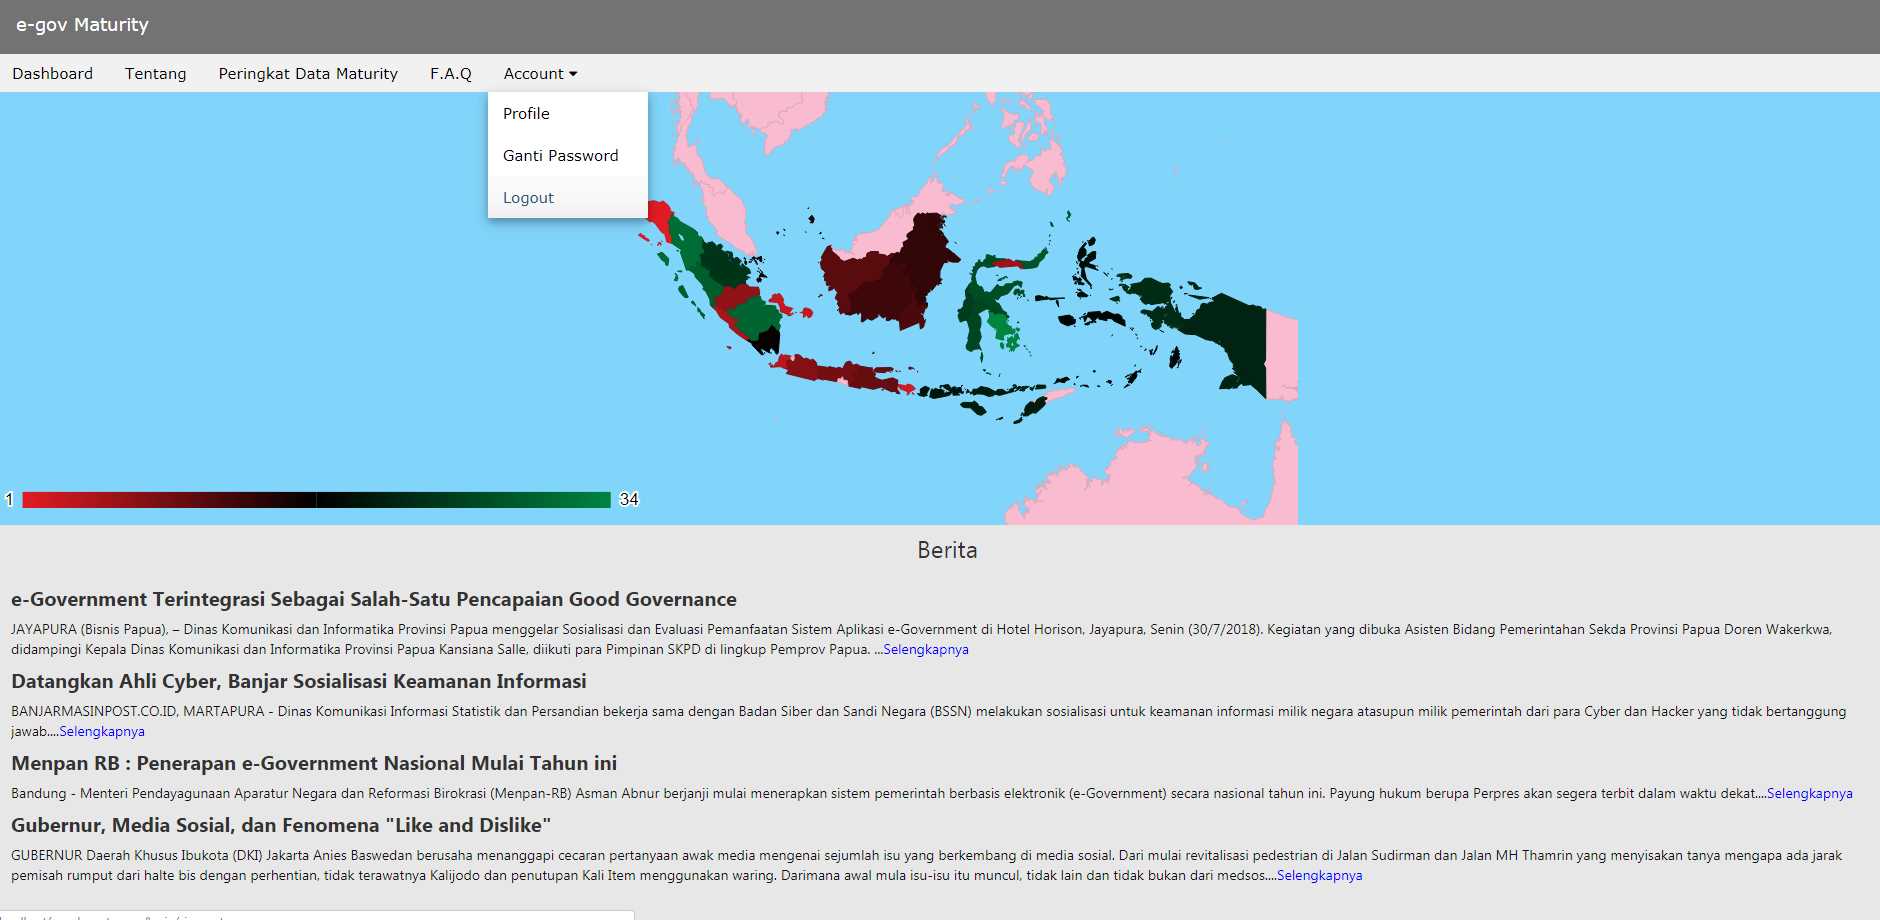 e-gov Maturity
Dashboard Tentang Peringkat Data Maturity F.A.Q Account
Profile
Ganti Password
Logout
1 34
Berita
e-Government Terintegrasi Sebagai Salah-Satu Pencapaian Good Governance
JAYAPURA (Bisnis Papua), – Dinas Komunikasi dan Informatika Provinsi Papua menggelar Sosialisasi dan Evaluasi Pemanfaatan Sistem Aplikasi e-Government di Hotel Horison, Jayapura, Senin (30/7/2018). Kegiatan yang dibuka Asisten Bidang Pemerintahan Sekda Provinsi Papua Doren Wakerkwa,
didampingi Kepala Dinas Komunikasi dan Informatika Provinsi Papua Kansiana Salle, diikuti para Pimpinan SKPD di lingkup Pemprov Papua. ...Selengkapnya
Datangkan Ahli Cyber, Banjar Sosialisasi Keamanan Informasi
BANJARMASINPOST.CO.ID, MARTAPURA - Dinas Komunikasi Informasi Statistik dan Persandian bekerja sama dengan Badan Siber dan Sandi Negara (BSSN) melakukan sosialisasi untuk keamanan informasi milik negara atasupun milik pemerintah dari para Cyber dan Hacker yang tidak bertanggung
jawab....Selengkapnya
Menpan RB : Penerapan e-Government Nasional Mulai Tahun ini
Bandung - Menteri Pendayagunaan Aparatur Negara dan Reformasi Birokrasi (Menpan-RB) Asman Abnur berjanji mulai menerapkan sistem pemerintah berbasis elektronik (e-Government) secara nasional tahun ini. Payung hukum berupa Perpres akan segera terbit dalam waktu dekat....Selengkapnya
Gubernur, Media Sosial, dan Fenomena "Like and Dislike"
GUBERNUR Daerah Khusus Ibukota (DKI) Jakarta Anies Baswedan berusaha menanggapi cecaran pertanyaan awak media mengenai sejumlah isu yang berkembang di media sosial. Dari mulai revitalisasi pedestrian di Jalan Sudirman dan Jalan MH Thamrin yang menyisakan tanya mengapa ada jarak
pemisah rumput dari halte bis dengan perhentian, tidak terawatnya Kalijodo dan penutupan Kali Item menggunakan waring. Darimana awal mula isu-isu itu muncul, tidak lain dan tidak bukan dari medsos....Selengkapnya